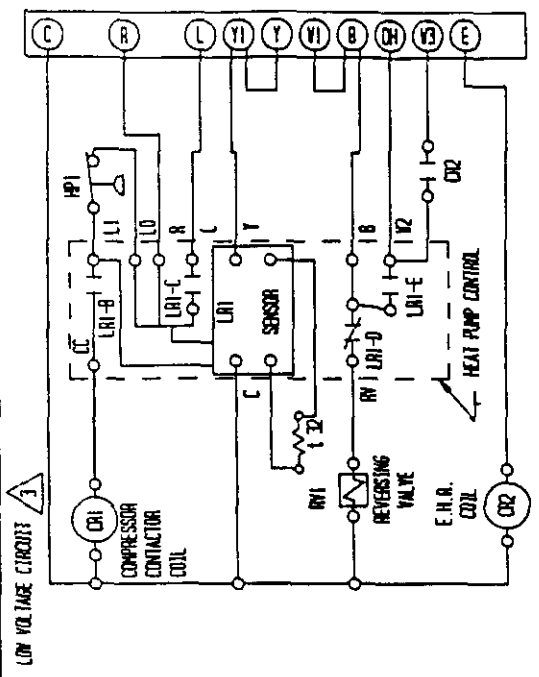 LOW VOLTAGE CIRCUIT
3
C
R
L
Y1
Y
W1
B
OH
W3
E
HP1
L1
LO
R
L
Y
B
W2
CR2
CC
LR1-B
LR1-C
LR1
SENSOR
LR1-D
LR1-E
RV
C
t 32
HEAT PUMP CONTROL
CR1
COMPRESSOR
CONTACTOR
COIL
RV1
REVERSING
VALVE
E.H.R.
COIL
CR2